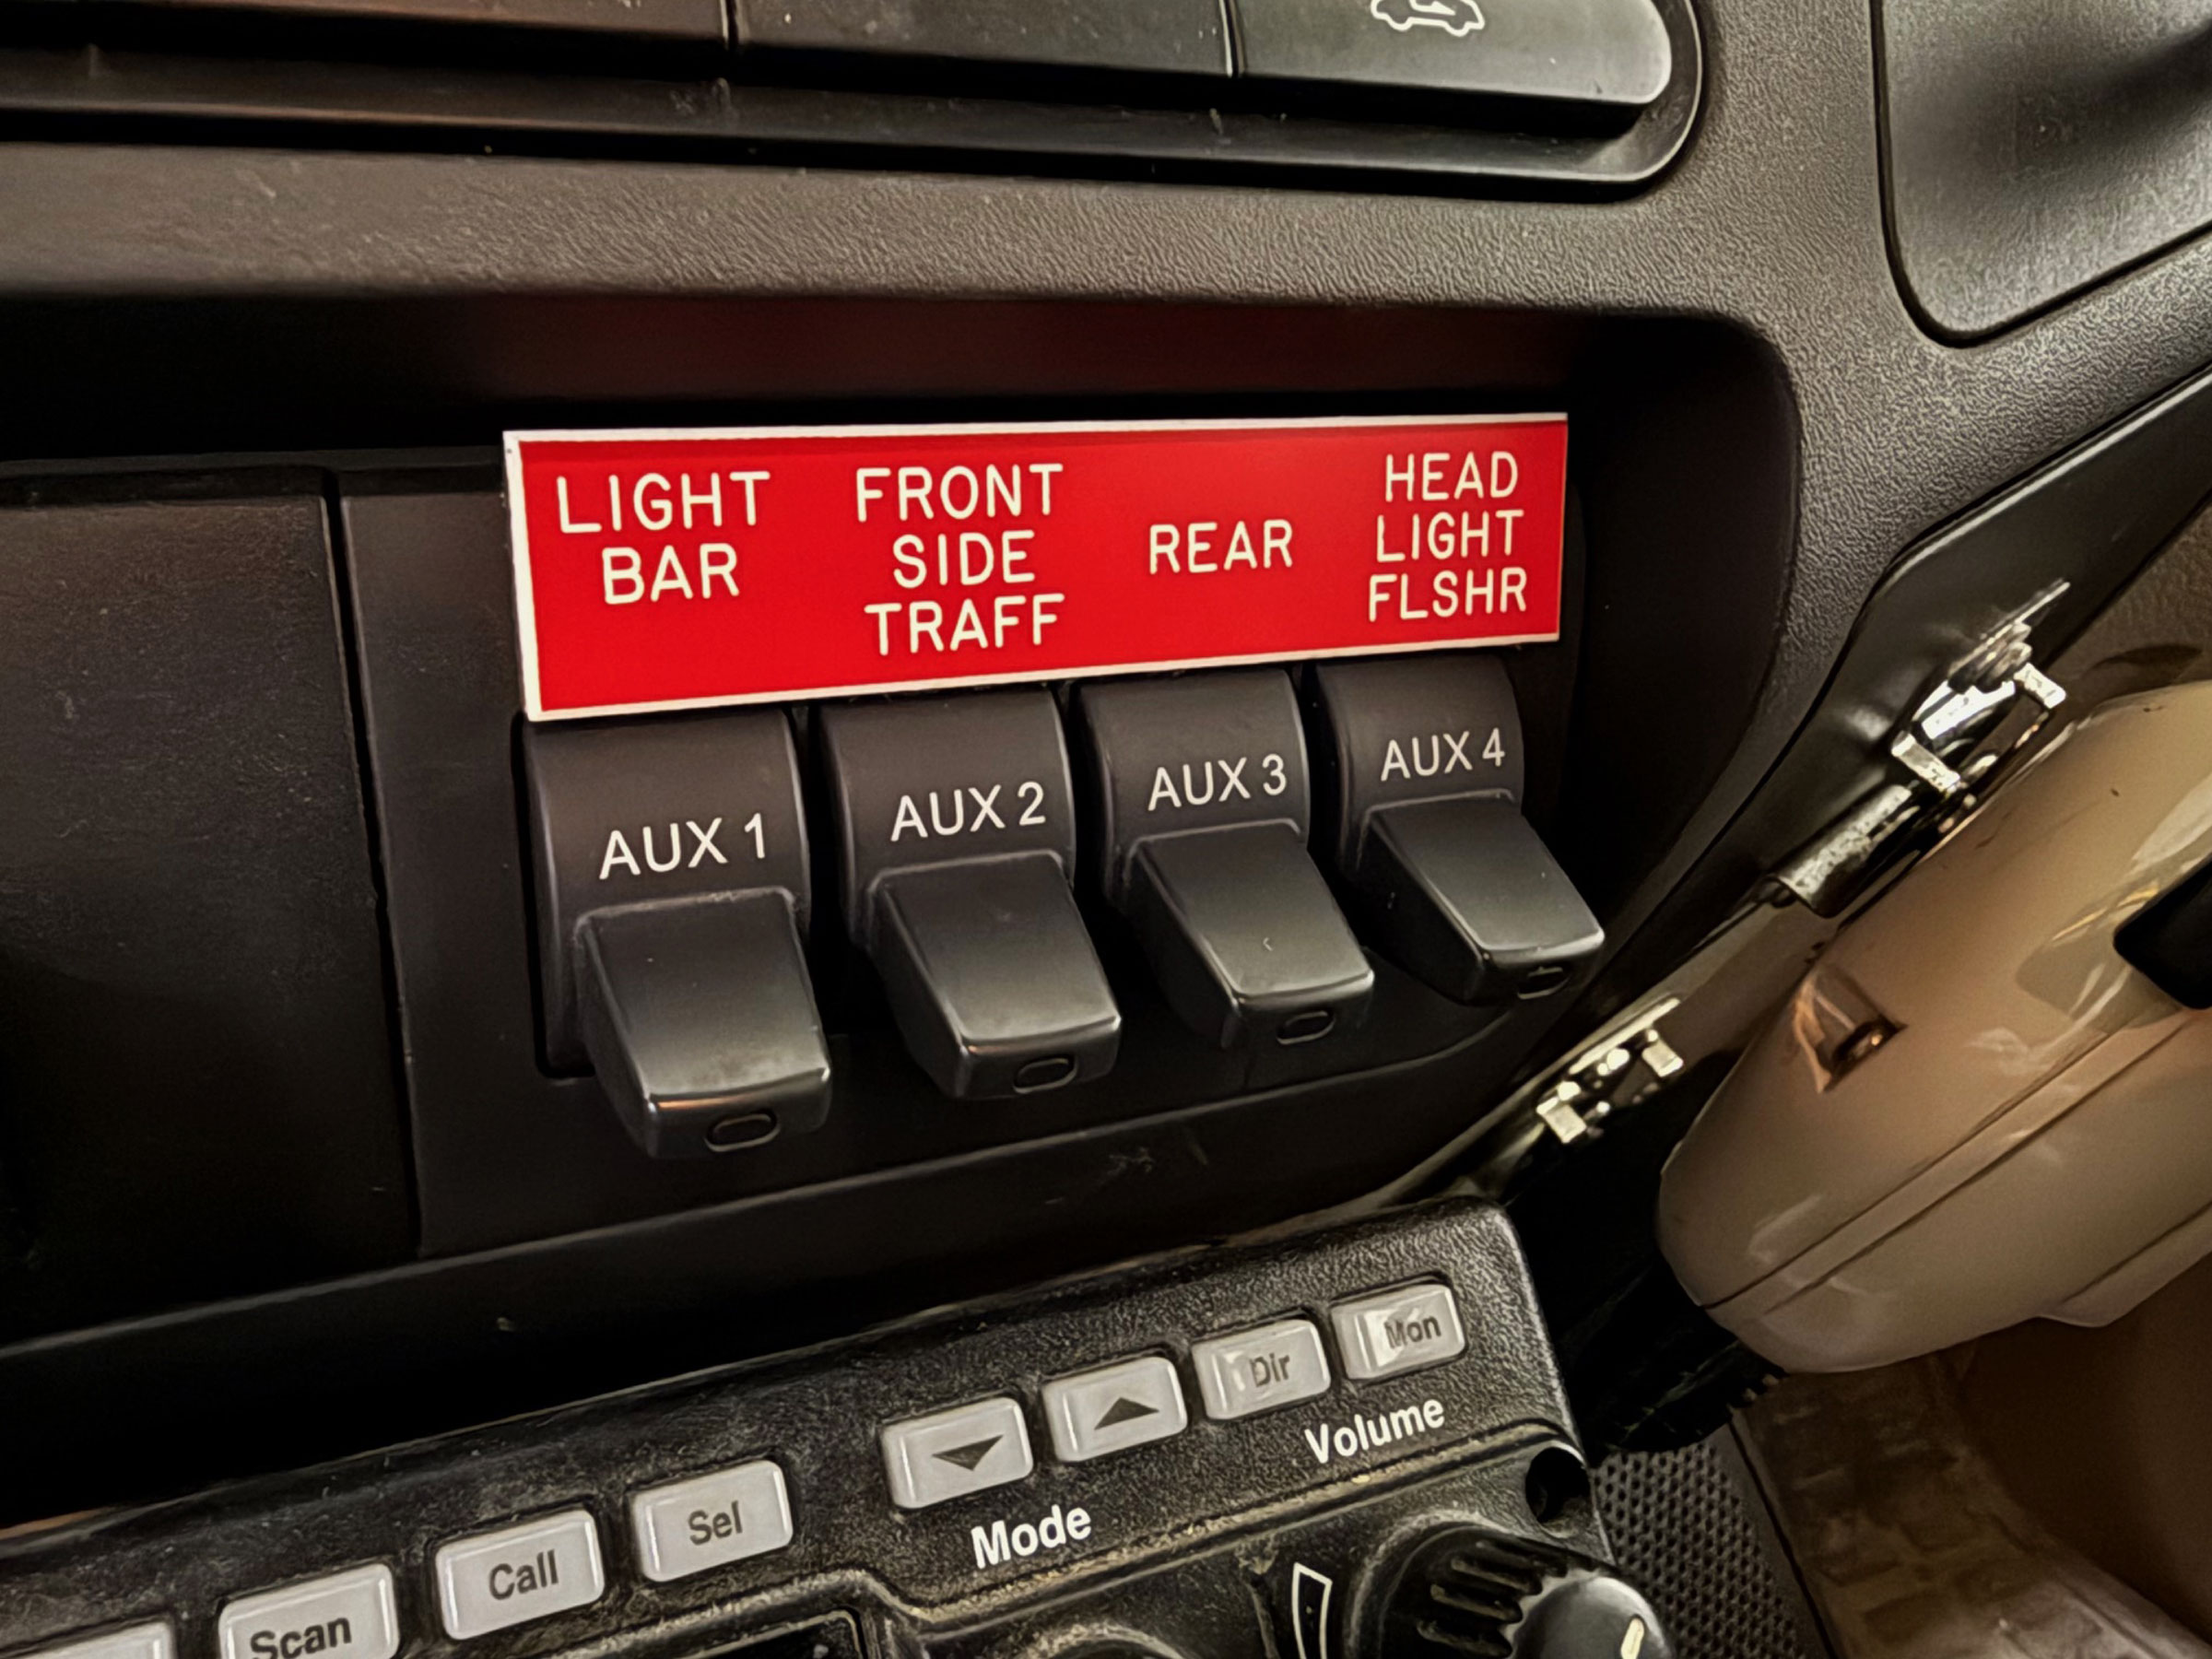 LIGHT BAR
FRONT SIDE TRAFF
REAR
HEAD LIGHT FLSHR
AUX 1
AUX 2
AUX 3
AUX 4
Mon
Dir
Volume
Sel
Mode
Call
Scan